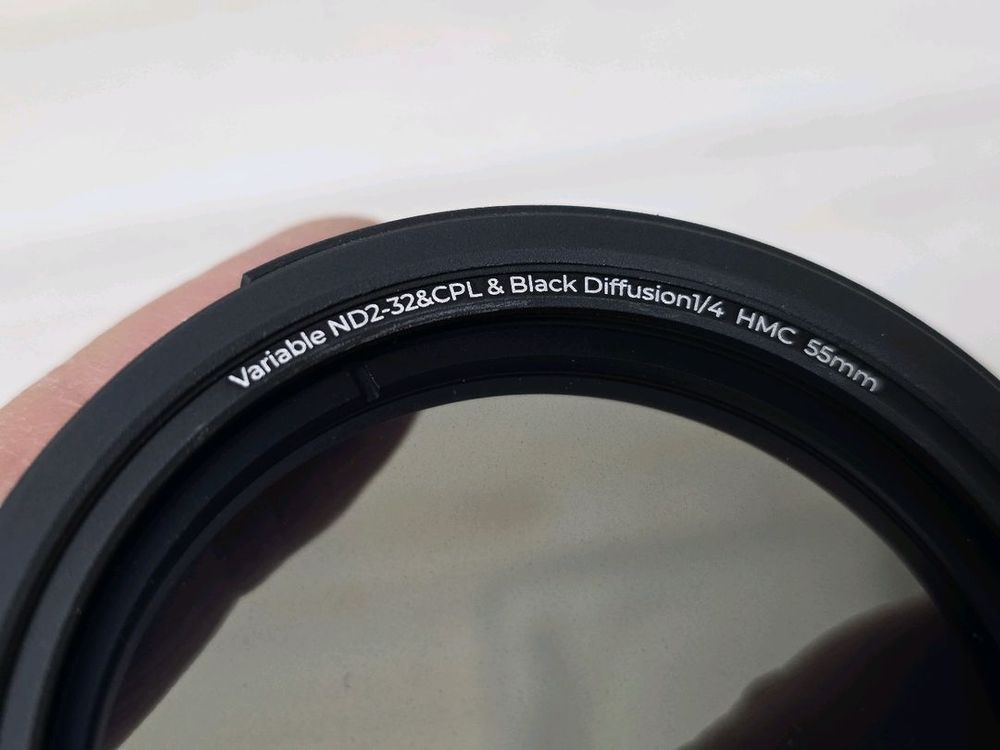 Variable ND2-32&CPL & Black Diffusion1/4 HMC 55mm